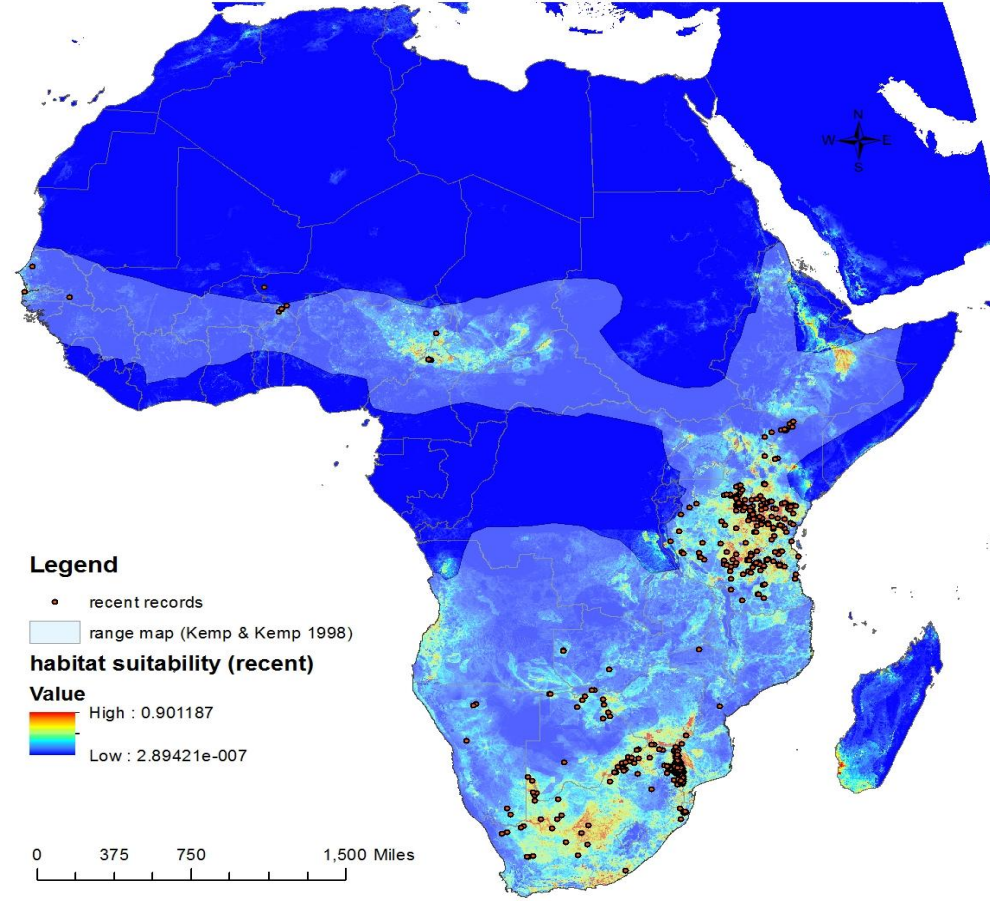 N
W E
S
Legend
recent records
range map (Kemp & Kemp 1998)
habitat suitability (recent)
Value
High : 0.901187
Low : 2.89421e-007
0 375 750 1,500 Miles